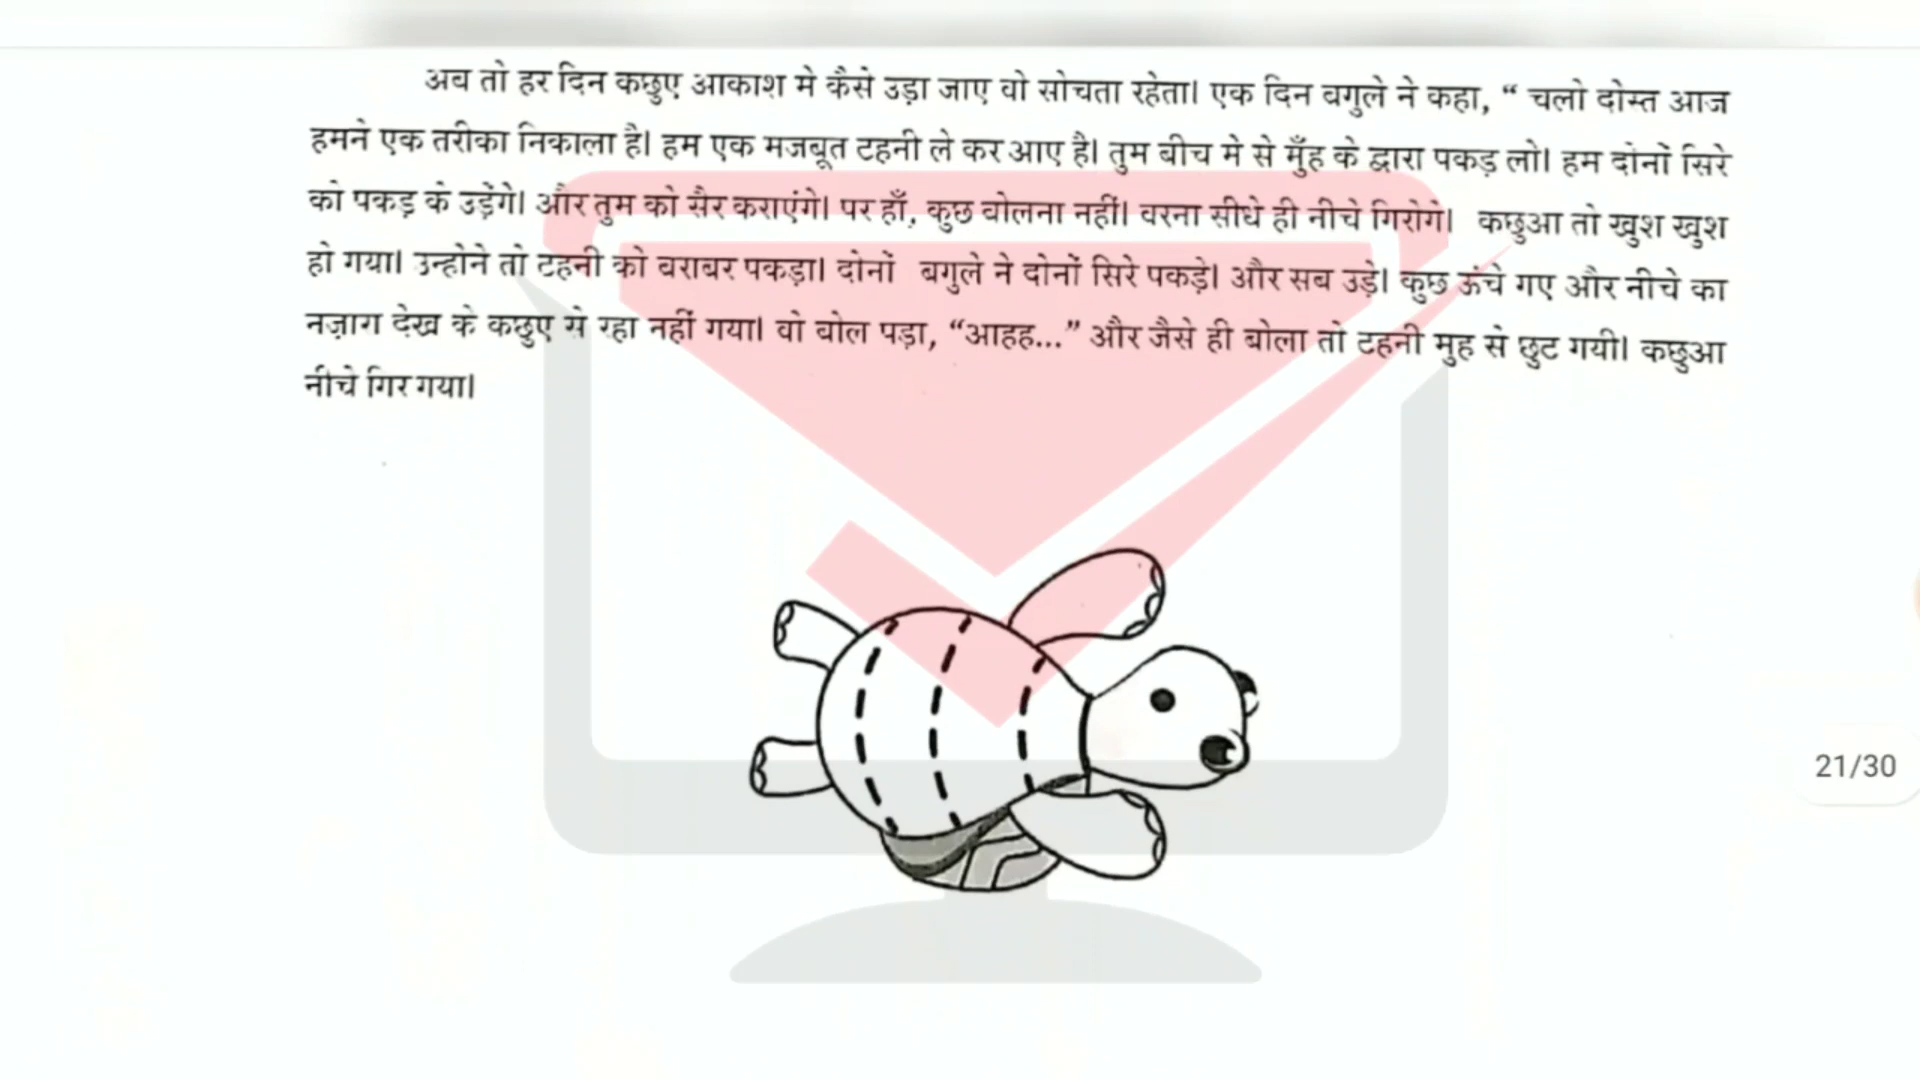 अब तो हर दिन कछुए आकाश मे कैसे उड़ा जाए वो सोचता रहेता। एक दिन बगुले ने कहा, “ चलो दोस्त आज
हमने एक तरीका निकाला है। हम एक मजबूत टहनी ले कर आए है। तुम बीच मे से मुँह के द्वारा पकड़ लो। हम दोनों सिरे
को पकड़ के उड़ेंगे। और तुम को सैर कराएंगे। पर हाँ, कुछ बोलना नहीं। वरना सीधे ही नीचे गिरोगे। कछुआ तो खुश खुश
हो गया। उन्होने तो टहनी को बराबर पकड़ा। दोनों बगुले ने दोनों सिरे पकड़े। और सब उड़े। कुछ ऊंचे गए और नीचे का
नज़ारा देख के कछुए से रहा नहीं गया। वो बोल पड़ा, “आहह...” और जैसे ही बोला तो टहनी मुह से छुट गयी। कछुआ
नीचे गिर गया।
21/30